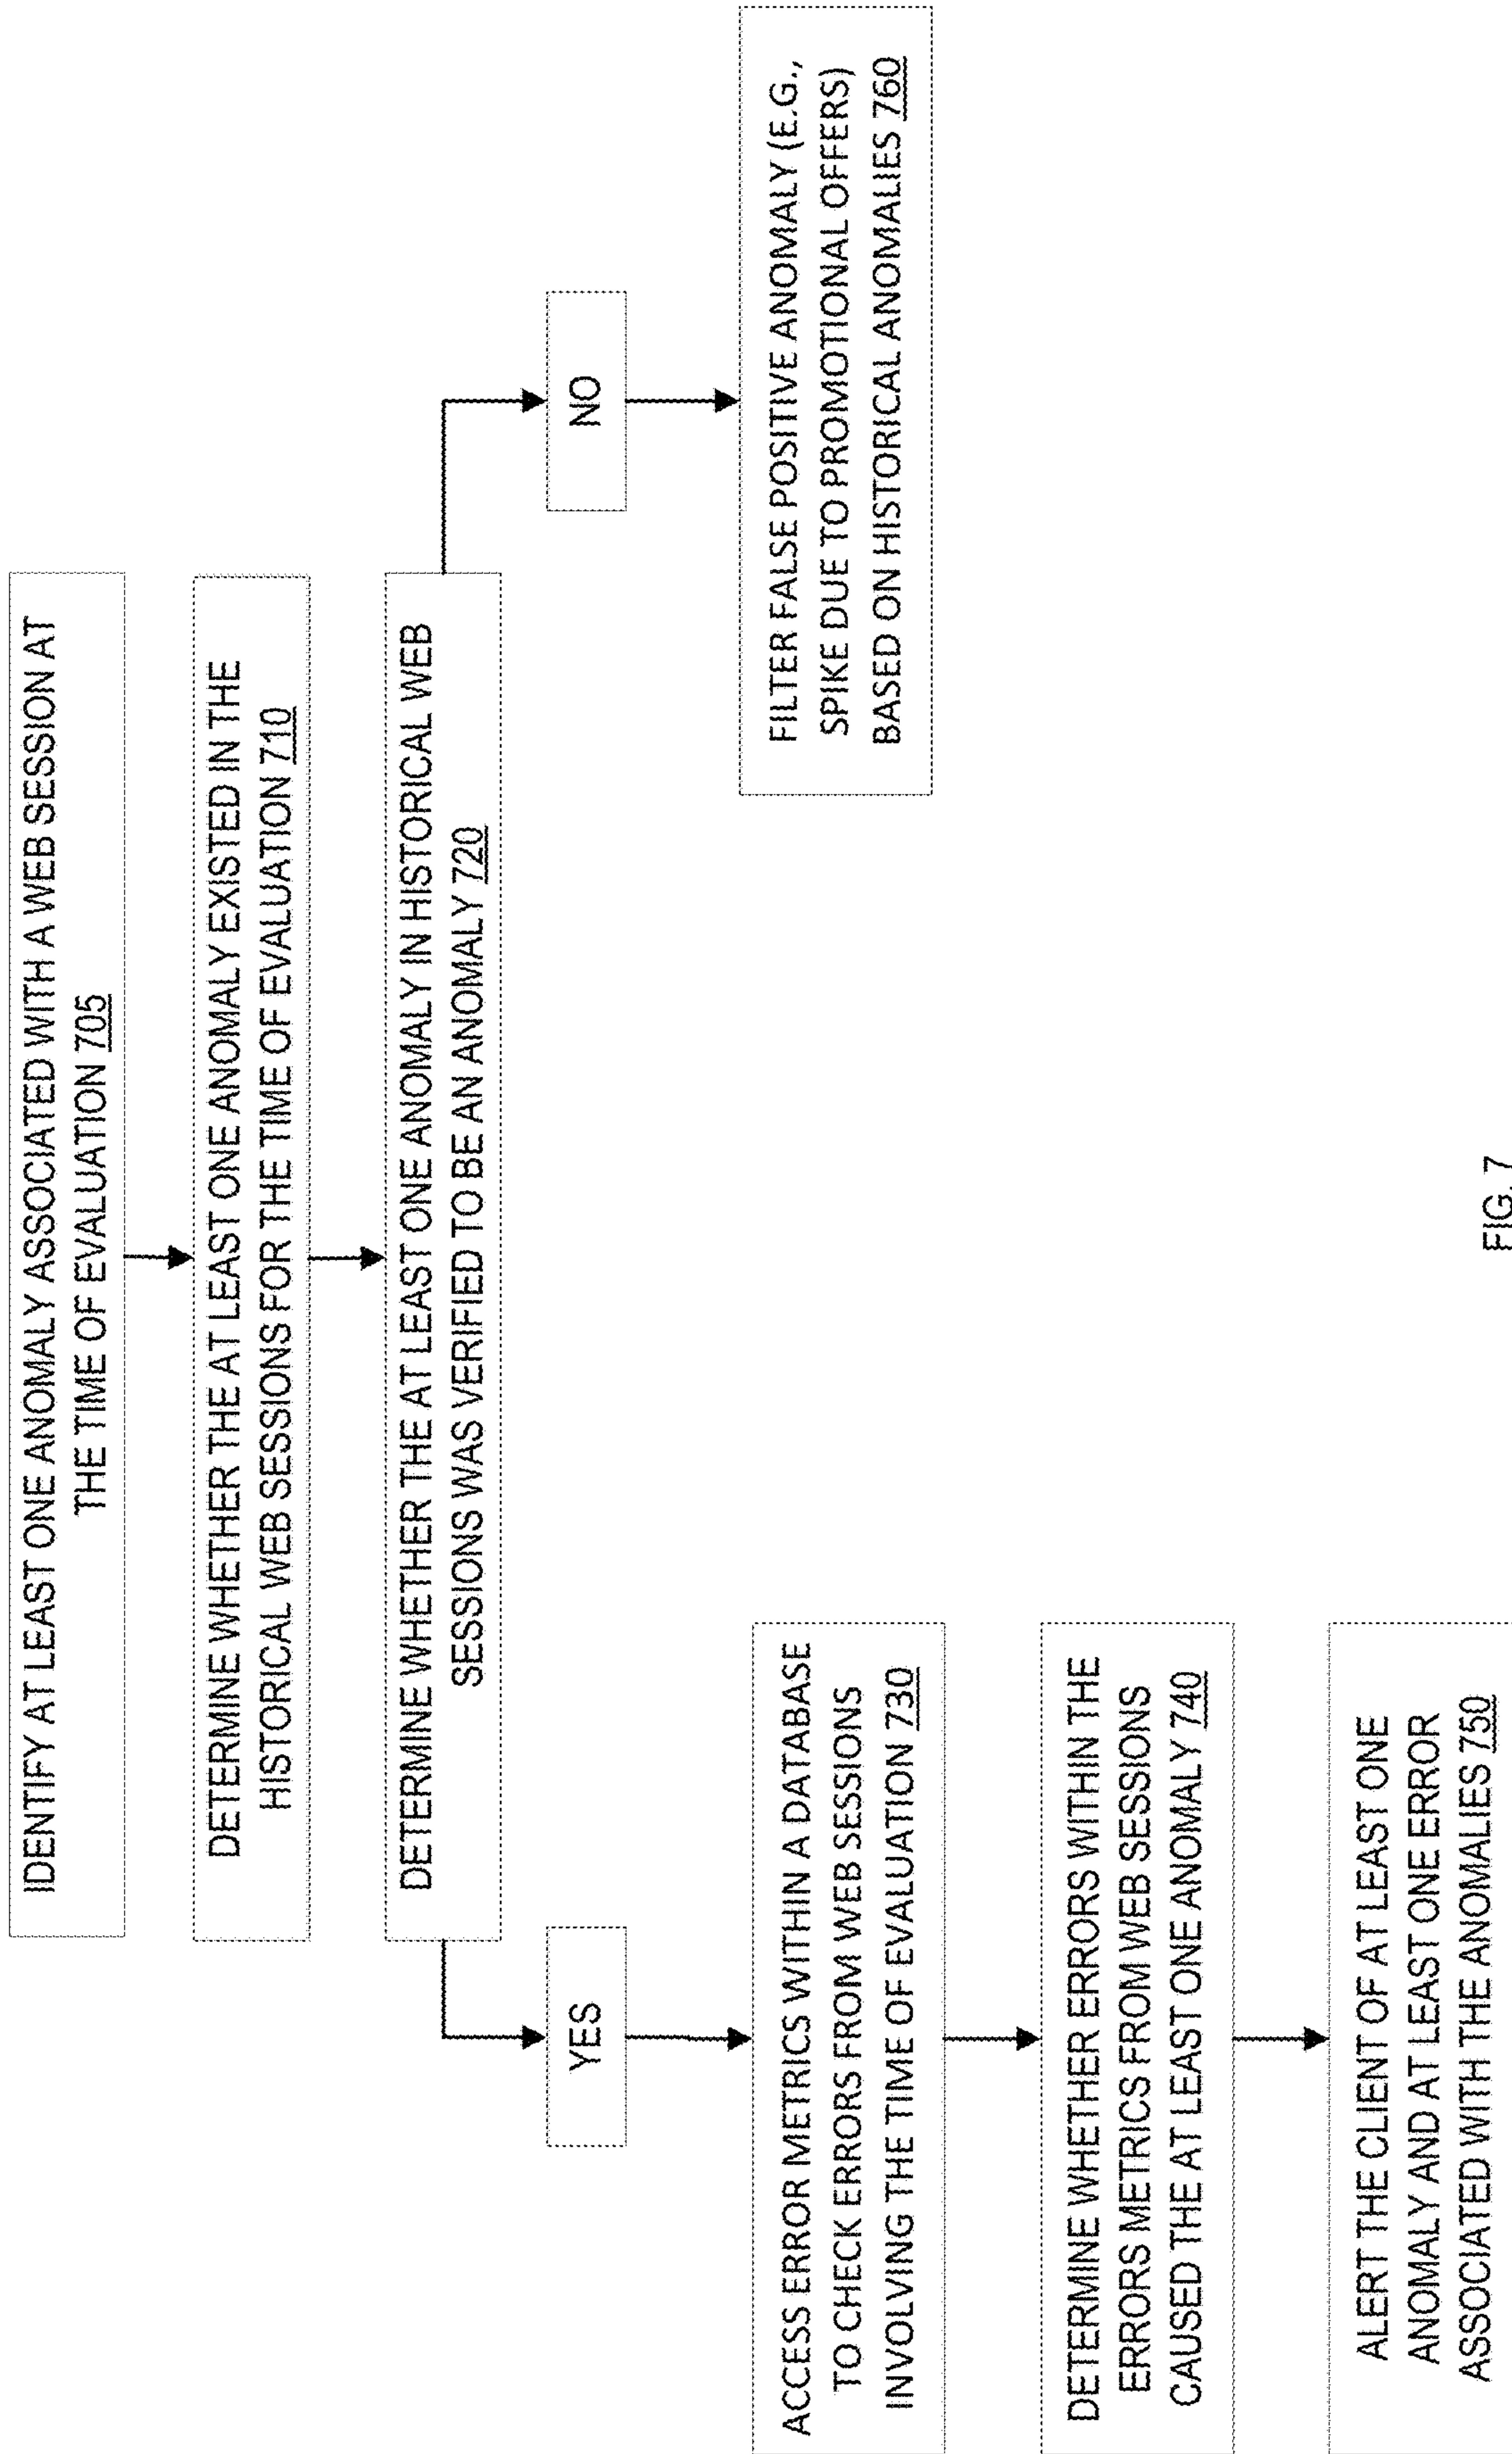 IDENTIFY AT LEAST ONE ANOMALY ASSOCIATED WITH A WEB SESSION AT
THE TIME OF EVALUATION 705
DETERMINE WHETHER THE AT LEAST ONE ANOMALY EXISTED IN THE
HISTORICAL WEB SESSIONS FOR THE TIME OF EVALUATION 710
DETERMINE WHETHER THE AT LEAST ONE ANOMALY IN HISTORICAL WEB
SESSIONS WAS VERIFIED TO BE AN ANOMALY 720
YES
ACCESS ERROR METRICS WITHIN A DATABASE
TO CHECK ERRORS FROM WEB SESSIONS
INVOLVING THE TIME OF EVALUATION 730
DETERMINE WHETHER ERRORS WITHIN THE
ERRORS METRICS FROM WEB SESSIONS
CAUSED THE AT LEAST ONE ANOMALY 740
ALERT THE CLIENT OF AT LEAST ONE
ANOMALY AND AT LEAST ONE ERROR
ASSOCIATED WITH THE ANOMALIES 750
NO
FILTER FALSE POSITIVE ANOMALY (E.G.,
SPIKE DUE TO PROMOTIONAL OFFERS)
BASED ON HISTORICAL ANOMALIES 760
FIG. 7